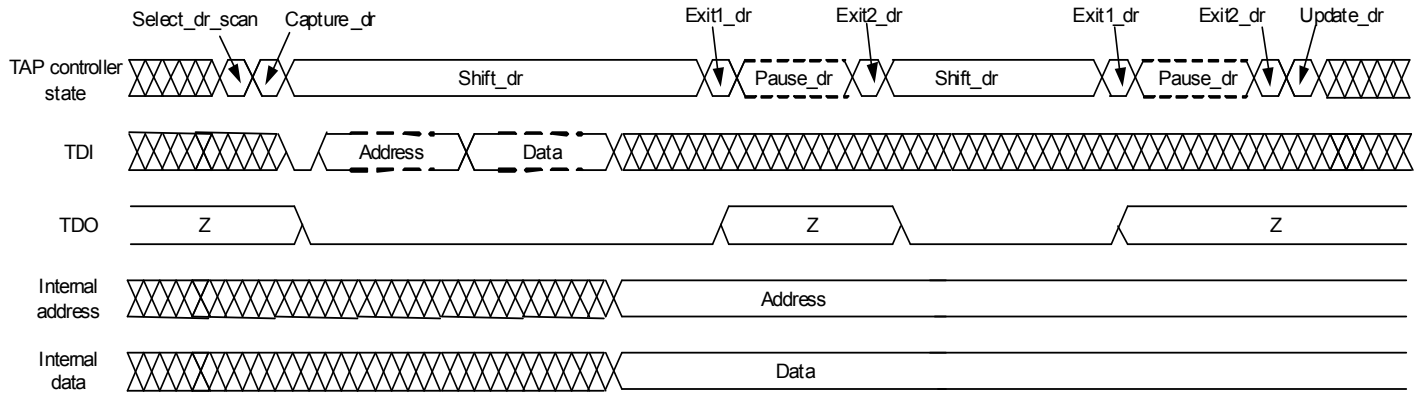 Select_dr_scan Capture_dr Exit1_dr Exit2_dr Exit1_dr Exit2_dr Update_dr
TAP controller
state
Shift_dr Pause_dr Shift_dr Pause_dr
TDI
Address Data
TDO
Z Z Z
Internal
address
Address
Internal
data
Data